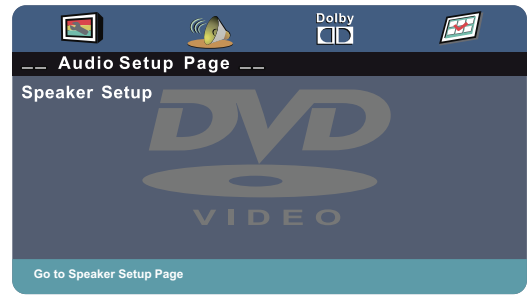 Dolby
__ Audio Setup Page __
Speaker Setup
DVD
VIDEO
Go to Speaker Setup Page